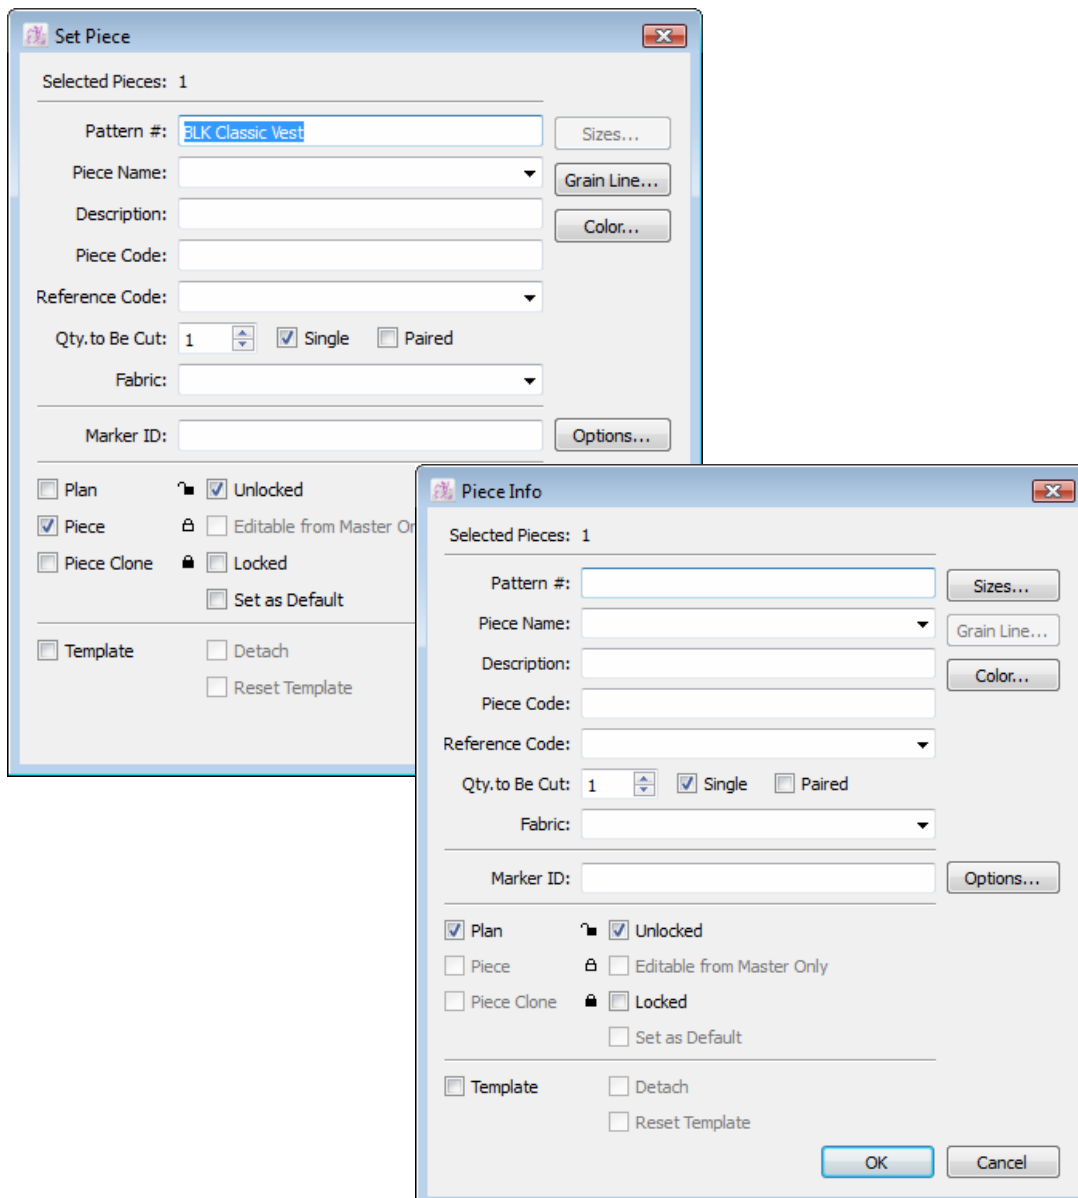 Set Piece
Selected Pieces: 1
Pattern #: BLK Classic Vest Sizes...
Piece Name: Grain Line...
Description: Color...
Piece Code:
Reference Code:
Qty.to Be Cut: 1 Single Paired
Fabric:
Marker ID: Options...
Plan Unlocked
Piece Editable from Master Or
Piece Clone Locked
Set as Default
Template Detach
Reset Template
Piece Info
Selected Pieces: 1
Pattern #: Sizes...
Piece Name: Grain Line...
Description: Color...
Piece Code:
Reference Code:
Qty.to Be Cut: 1 Single Paired
Fabric:
Marker ID: Options...
Plan Unlocked
Piece Editable from Master Only
Piece Clone Locked
Set as Default
Template Detach
Reset Template
OK Cancel